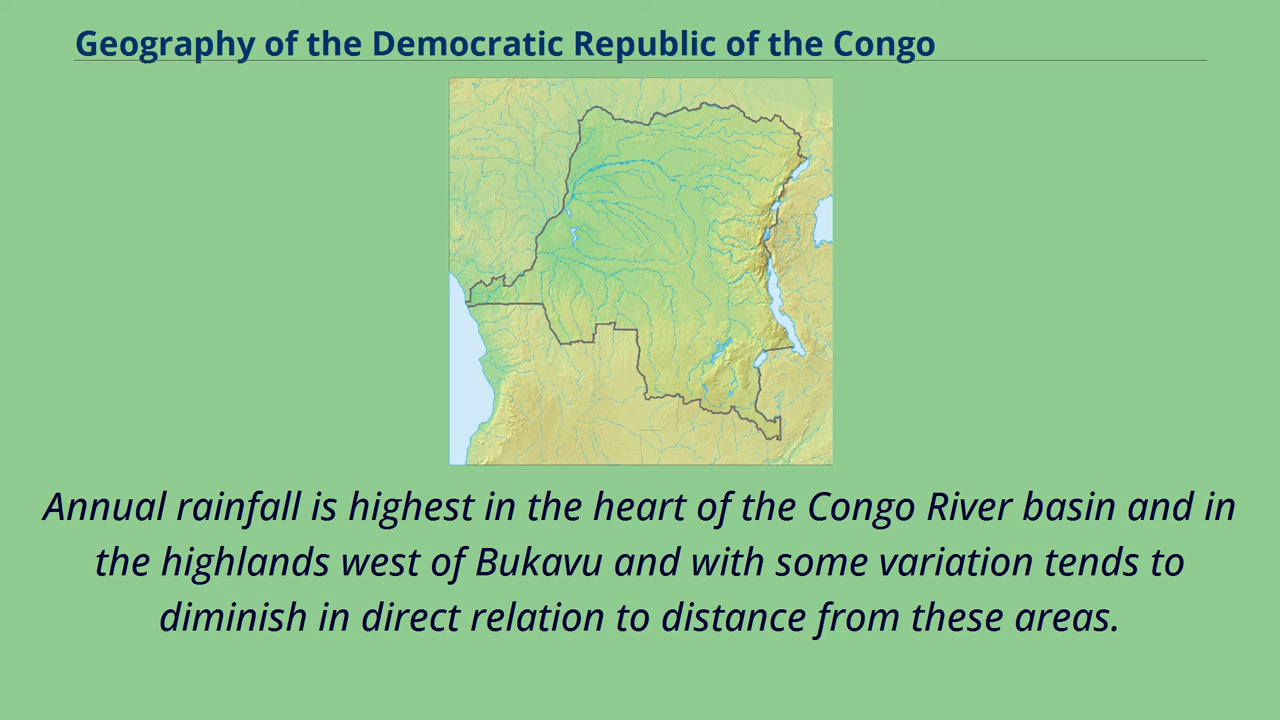 Geography of the Democratic Republic of the Congo
Annual rainfall is highest in the heart of the Congo River basin and in
the highlands west of Bukavu and with some variation tends to
diminish in direct relation to distance from these areas.